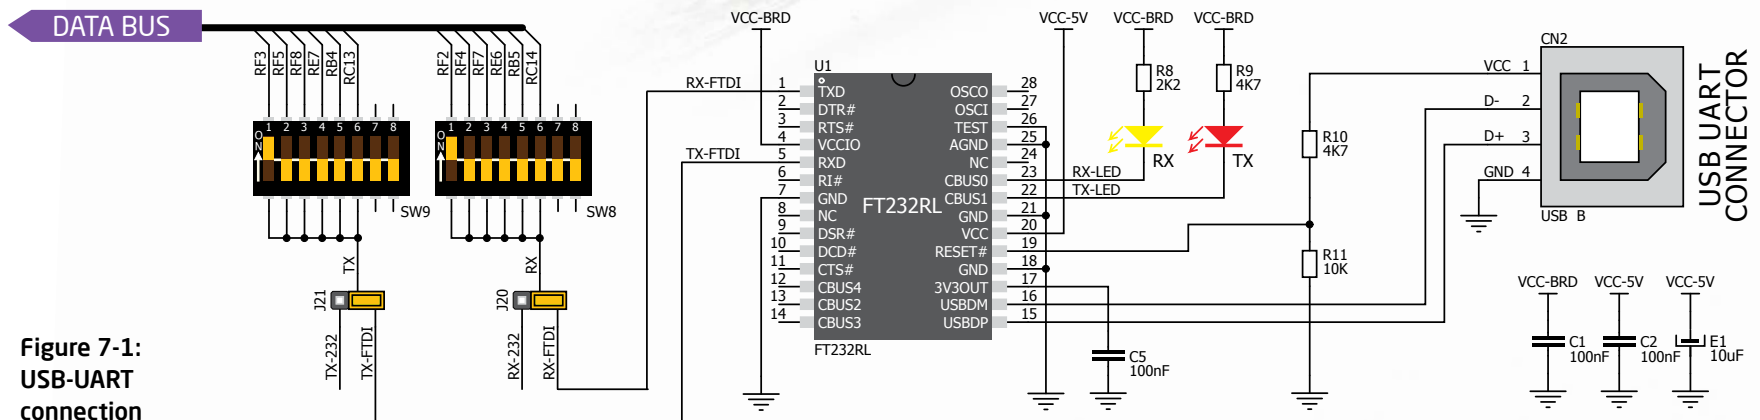 DATA BUS
RF3
RF5
RF8
RE7
RB4
RC13
RF2
RF4
RF7
RE6
RB5
RC14
1 2 3 4 5 6 7 8
O
N
SW9
1 2 3 4 5 6 7 8
O
N
SW8
TX
RX
J21
J20
TX-232
TX-FTDI
RX-232
RX-FTDI
RX-FTDI
TX-FTDI
VCC-BRD
U1
1 TXD
2 DTR#
3 RTS#
4 VCCIO
5 RXD
6 RI#
7 GND
8 NC
9 DSR#
10 DCD#
11 CTS#
12 CBUS4
13 CBUS2
14 CBUS3
FT232RL
OSCO 28
OSCI 27
TEST 26
AGND 25
NC 24
CBUS0 23
CBUS1 22
GND 21
VCC 20
RESET# 19
GND 18
3V3OUT 17
USBDM 16
USBDP 15
FT232RL
VCC-5V
VCC-BRD
VCC-BRD
R8
2K2
R9
4K7
RX
TX
RX-LED
TX-LED
C5
100nF
R10
4K7
R11
10K
CN2
VCC 1
D- 2
D+ 3
GND 4
USB B
USB UART
CONNECTOR
VCC-BRD
VCC-5V
VCC-5V
C1
100nF
C2
100nF
E1
10uF
Figure 7-1:
USB-UART
connection